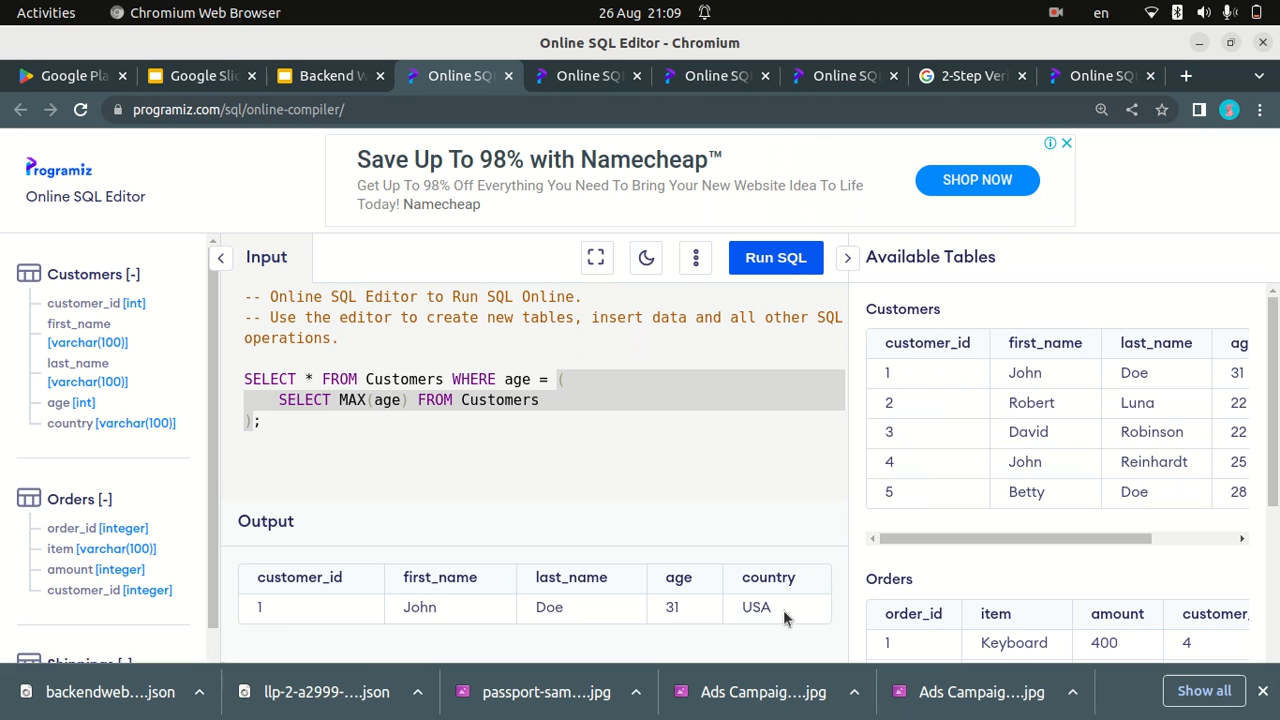 Activities
Chromium Web Browser
26 Aug 21:09
en
Online SQL Editor - Chromium
Google Pla
Google Slic
Backend W
Online SQL
Online SQL
Online SQL
Online SQL
2-Step Veri
Online SQL
programiz.com/sql/online-compiler/
Programiz
Online SQL Editor
Save Up To 98% with Namecheap™
Get Up To 98% Off Everything You Need To Bring Your New Website Idea To Life
Today! Namecheap
SHOP NOW
Customers [-]
customer_id [int]
first_name
[varchar(100)]
last_name
[varchar(100)]
age [int]
country [varchar(100)]
Orders [-]
order_id [integer]
item [varchar(100)]
amount [integer]
customer_id [integer]
Shippings [-]
Input
Run SQL
-- Online SQL Editor to Run SQL Online.
-- Use the editor to create new tables, insert data and all other SQL
operations.
SELECT * FROM Customers WHERE age = (
SELECT MAX(age) FROM Customers
);
Output
customer_id first_name last_name age country
1 John Doe 31 USA
Available Tables
Customers
customer_id first_name last_name ag
1 John Doe 31
2 Robert Luna 22
3 David Robinson 22
4 John Reinhardt 25
5 Betty Doe 28
Orders
order_id item amount customer_
1 Keyboard 400 4
backendweb....json
llp-2-a2999-....json
passport-sam....jpg
Ads Campaig....jpg
Ads Campaig....jpg
Show all